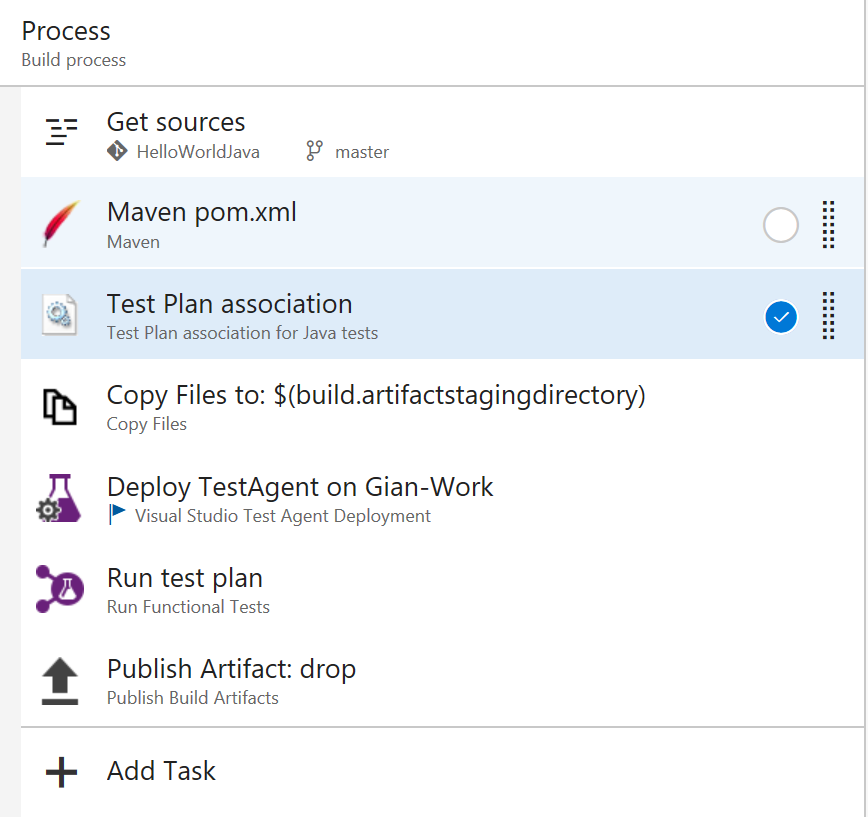 Process
Build process
Get sources
HelloWorldJava master
Maven pom.xml
Maven
Test Plan association
Test Plan association for Java tests
Copy Files to: $(build.artifactstagingdirectory)
Copy Files
Deploy TestAgent on Gian-Work
Visual Studio Test Agent Deployment
Run test plan
Run Functional Tests
Publish Artifact: drop
Publish Build Artifacts
Add Task